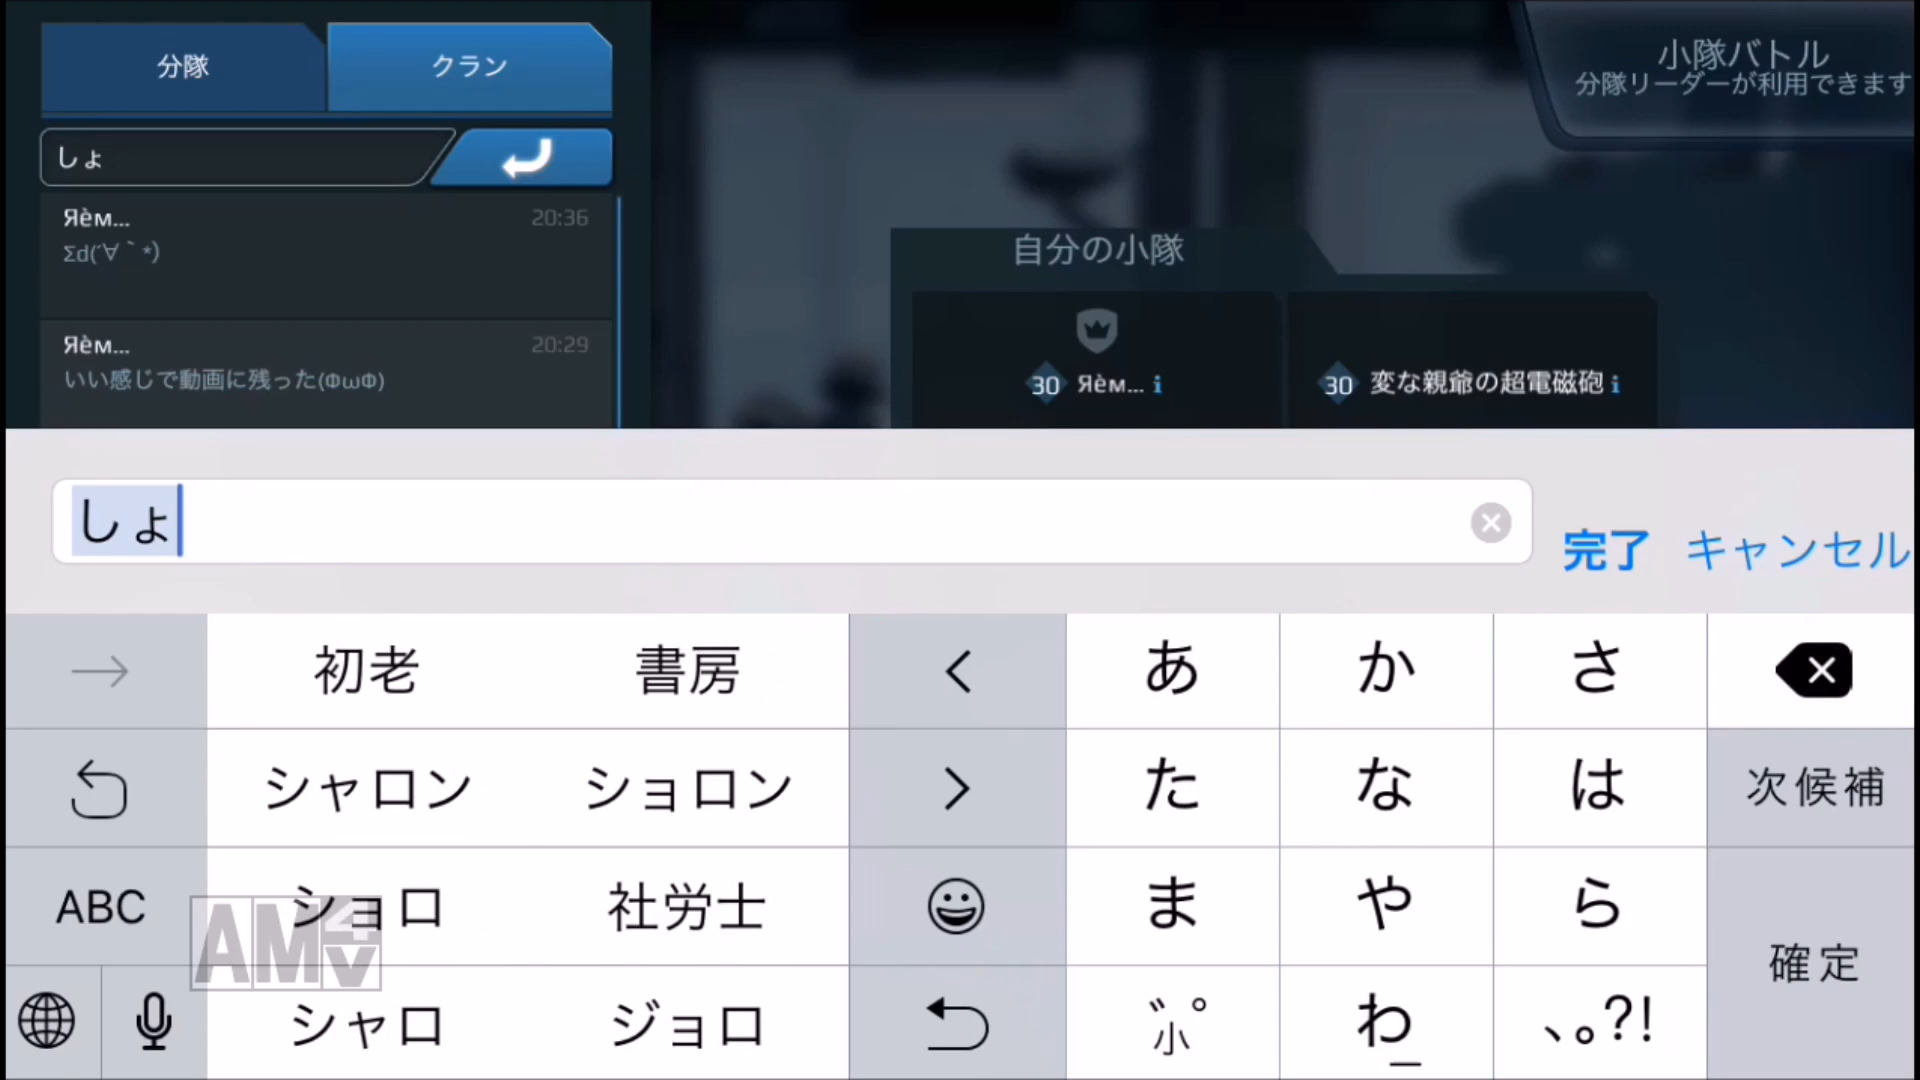 分隊
クラン
小隊バトル
分隊リーダーが利用できます
しょ
Яèм...
20:36
Σd(´∀｀*)
Яèм...
20:29
いい感じで動画に残った(ΦωΦ)
自分の小隊
30 Яèм... i
30 変な親爺の超電磁砲 i
しょ
完了 キャンセル
→ 初老 書房 < あ か さ
シャロン ショロン > た な は 次候補
ABC ショロ 社労士 ま や ら
確定
シャロ ジョロ 小゛゜ わ 、。?!
AM4V